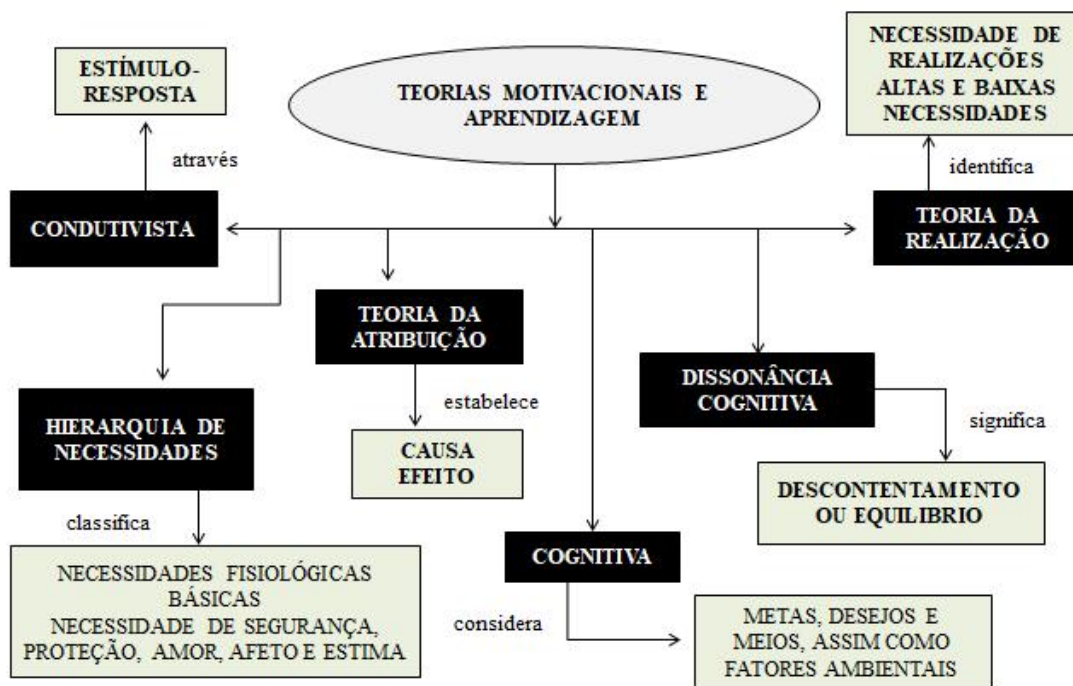 TEORIAS MOTIVACIONAIS E
APRENDIZAGEM
ESTÍMULO-
RESPOSTA
através
CONDUTIVISTA
NECESSIDADE DE
REALIZAÇÕES
ALTAS E BAIXAS
NECESSIDADES
identifica
TEORIA DA
REALIZAÇÃO
TEORIA DA
ATRIBUIÇÃO
estabelece
CAUSA
EFEITO
DISSONÂNCIA
COGNITIVA
significa
DESCONTENTAMENTO
OU EQUILIBRIO
HIERARQUIA DE
NECESSIDADES
classifica
NECESSIDADES FISIOLÓGICAS
BÁSICAS
NECESSIDADE DE SEGURANÇA,
PROTEÇÃO, AMOR, AFETO E ESTIMA
COGNITIVA
considera
METAS, DESEJOS E
MEIOS, ASSIM COMO
FATORES AMBIENTAIS